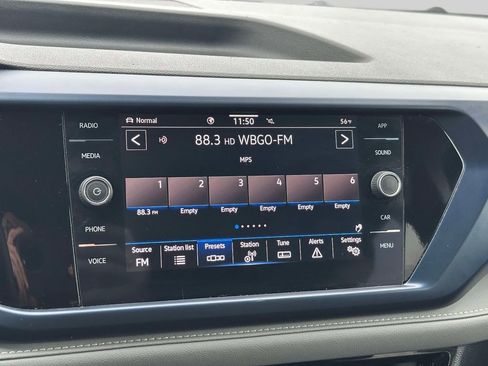 RADIO
MEDIA
PHONE
VOICE
Normal 11:50 56°F
88.3 HD WBGO-FM
MPS
1 2 3 4 5 6
88.3 FM Empty Empty Empty Empty Empty
Source Station list Presets Station Tune Alerts Settings
FM
APP
SOUND
CAR
MENU